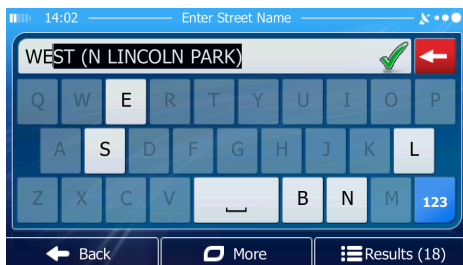 14:02 Enter Street Name
WEST (N LINCOLN PARK)
Q W E R T Y U I O P
A S D F G H J K L
Z X C V B N M 123
Back More Results (18)